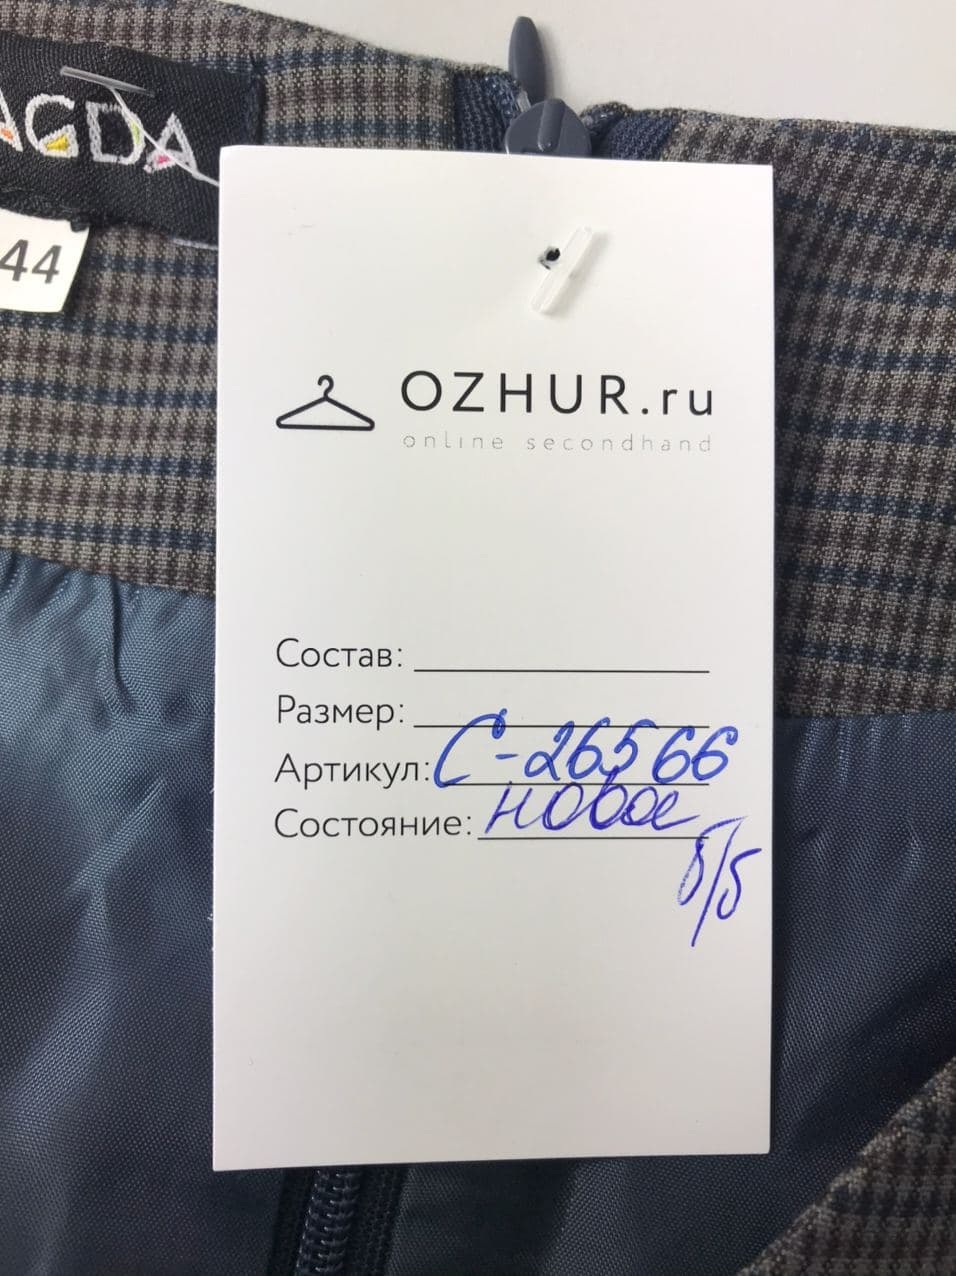 AGDA
44
OZHUR.ru
online secondhand
Состав:
Размер:
Артикул: С-26566
Состояние: новое
б/б